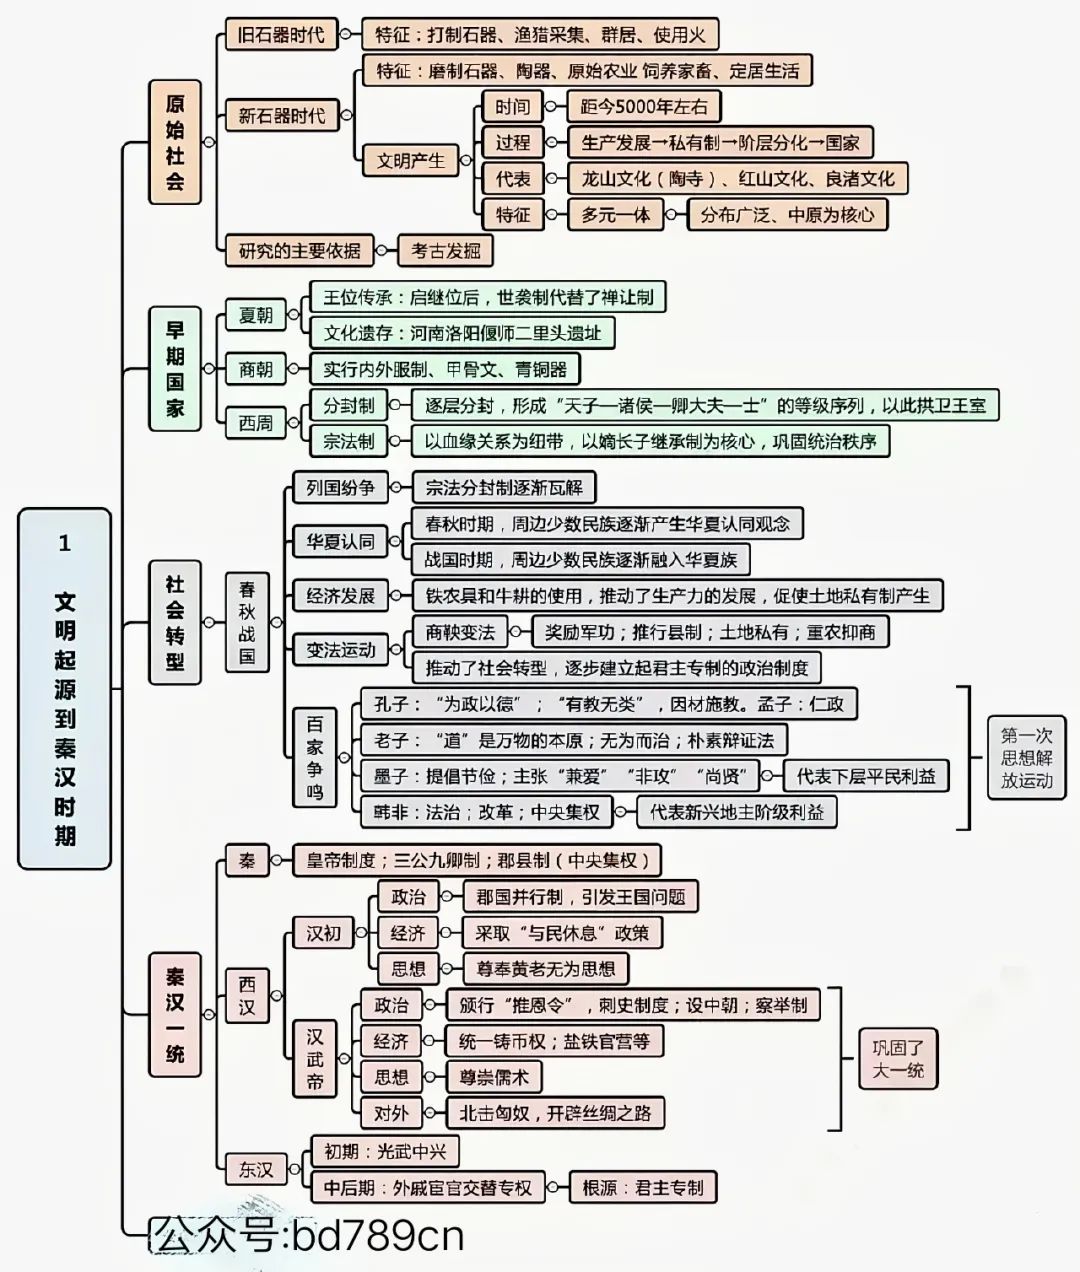 1 文明起源到秦汉时期
原始社会
旧石器时代
特征：打制石器、渔猎采集、群居、使用火
新石器时代
特征：磨制石器、陶器、原始农业 饲养家畜、定居生活
文明产生
时间
距今5000年左右
过程
生产发展→私有制→阶层分化→国家
代表
龙山文化（陶寺）、红山文化、良渚文化
特征
多元一体
分布广泛、中原为核心
研究的主要依据
考古发掘
早期国家
夏朝
王位传承：启继位后，世袭制代替了禅让制
文化遗存：河南洛阳偃师二里头遗址
商朝
实行内外服制、甲骨文、青铜器
西周
分封制
逐层分封，形成“天子—诸侯—卿大夫—士”的等级序列，以此拱卫王室
宗法制
以血缘关系为纽带，以嫡长子继承制为核心，巩固统治秩序
社会转型
春秋战国
列国纷争
宗法分封制逐渐瓦解
华夏认同
春秋时期，周边少数民族逐渐产生华夏认同观念
战国时期，周边少数民族逐渐融入华夏族
经济发展
铁农具和牛耕的使用，推动了生产力的发展，促使土地私有制产生
变法运动
商鞅变法
奖励军功；推行县制；土地私有；重农抑商
推动了社会转型，逐步建立起君主专制的政治制度
百家争鸣
孔子：“为政以德”；“有教无类”，因材施教。孟子：仁政
老子：“道”是万物的本原；无为而治；朴素辩证法
墨子：提倡节俭；主张“兼爱”“非攻”“尚贤”
代表下层平民利益
韩非：法治；改革；中央集权
代表新兴地主阶级利益
第一次
思想解
放运动
秦汉一统
秦
皇帝制度；三公九卿制；郡县制（中央集权）
西汉
汉初
政治
郡国并行制，引发王国问题
经济
采取“与民休息”政策
思想
尊奉黄老无为思想
汉武帝
政治
颁行“推恩令”，刺史制度；设中朝；察举制
经济
统一铸币权；盐铁官营等
思想
尊崇儒术
对外
北击匈奴，开辟丝绸之路
巩固了
大一统
东汉
初期：光武中兴
中后期：外戚宦官交替专权
根源：君主专制
公众号:bd789cn